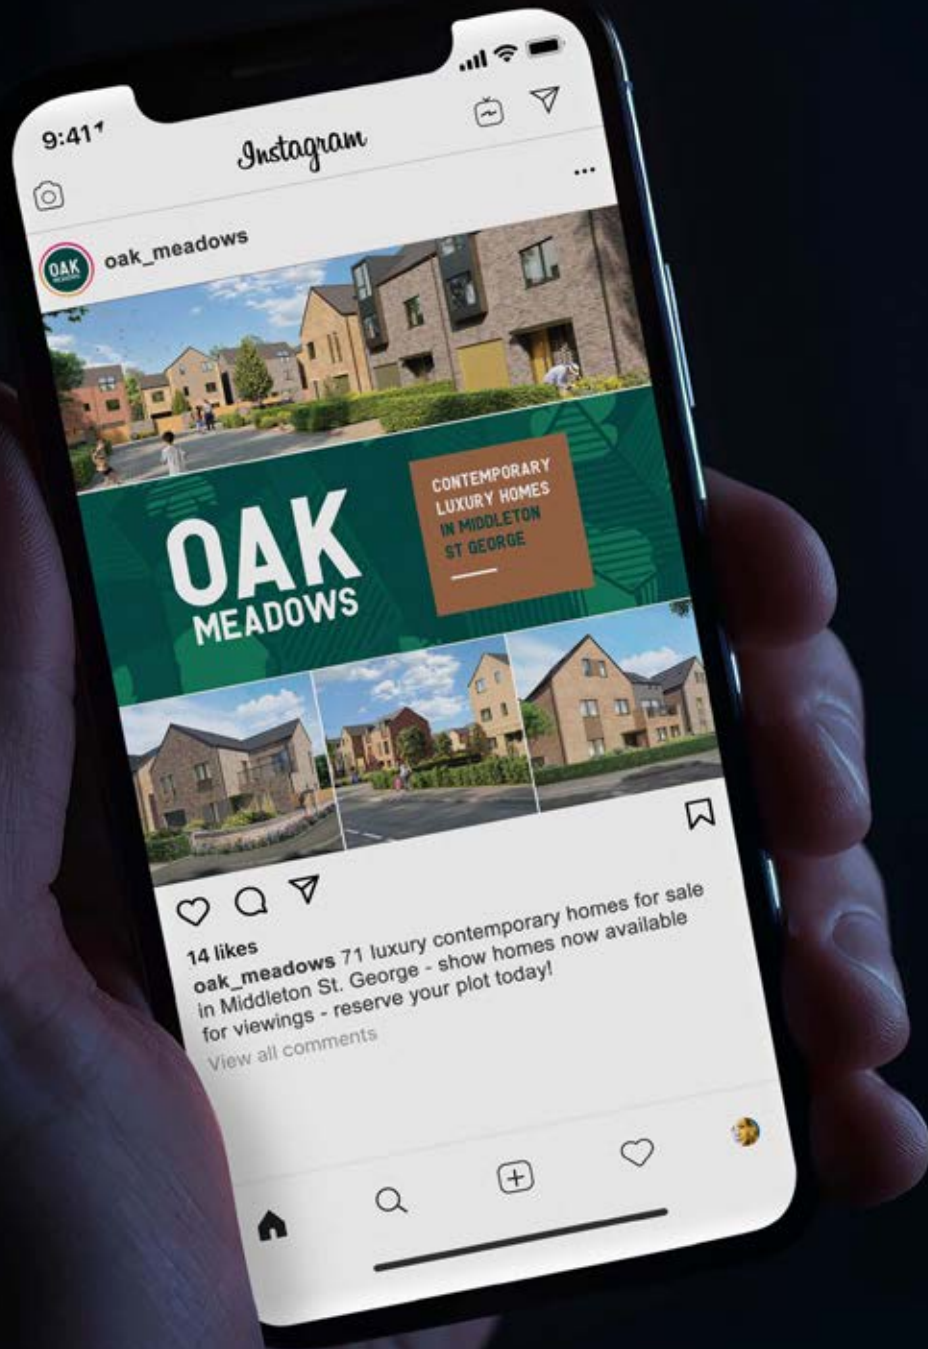 9:41
Instagram
OAK
MEADOWS
oak_meadows
OAK
MEADOWS
CONTEMPORARY
LUXURY HOMES
IN MIDDLETON
ST GEORGE
14 likes
oak_meadows 71 luxury contemporary homes for sale
in Middleton St. George - show homes now available
for viewings - reserve your plot today!
View all comments